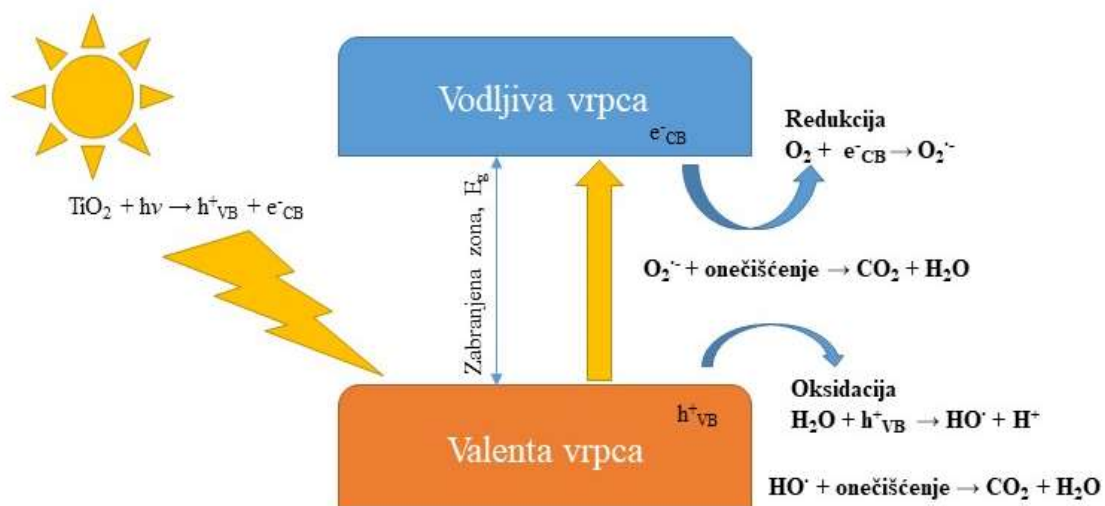 Vodljiva vrpca
e⁻CB
Redukcija
O₂ + e⁻CB → O₂˙⁻
TiO₂ + hν → h⁺VB + e⁻CB
Zabranjena zona, Eg
O₂˙⁻ + onečišćenje → CO₂ + H₂O
Oksidacija
H₂O + h⁺VB → HO˙ + H⁺
h⁺VB
Valenta vrpca
HO˙ + onečišćenje → CO₂ + H₂O